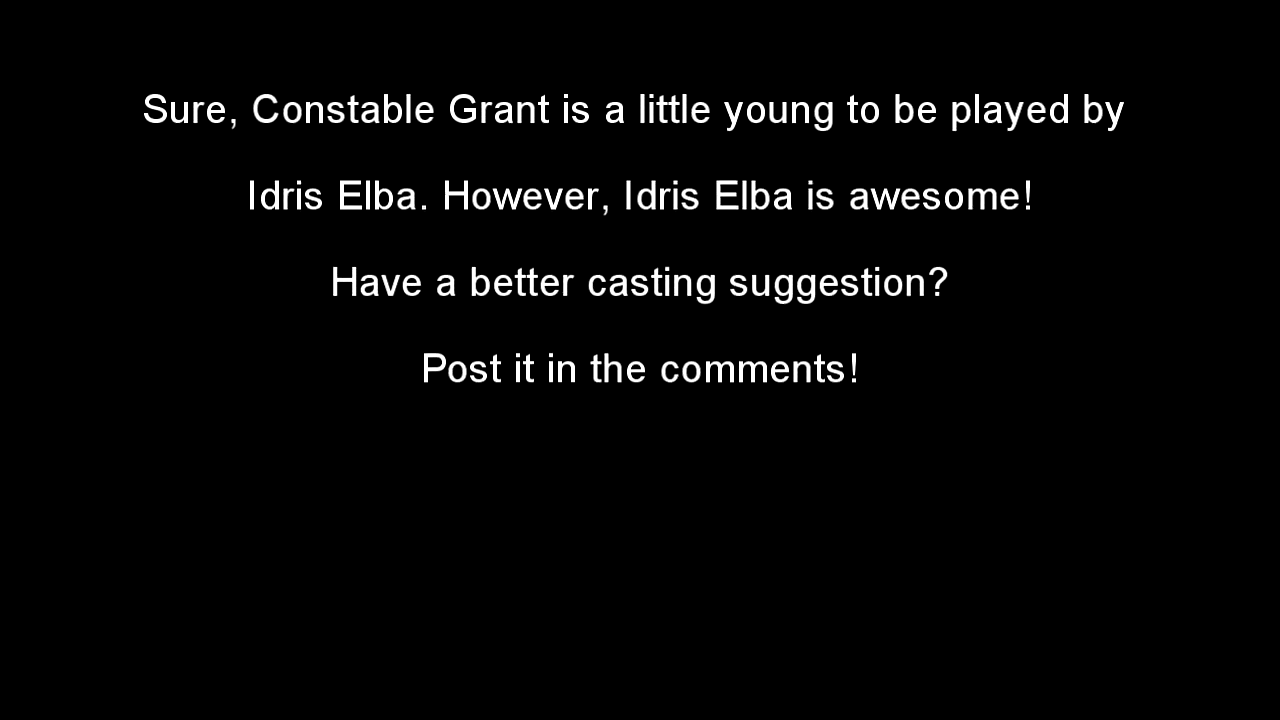 Sure, Constable Grant is a little young to be played by
Idris Elba. However, Idris Elba is awesome!
Have a better casting suggestion?
Post it in the comments!